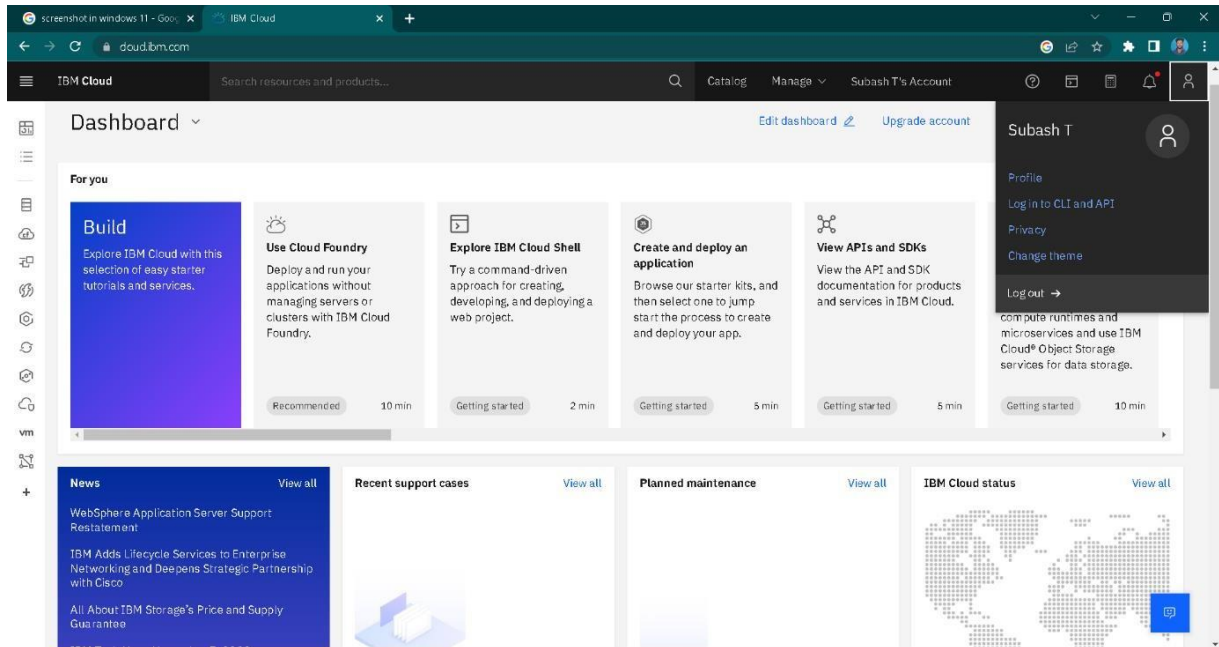 screenshot in windows 11 - Goog
IBM Cloud
cloud.ibm.com
IBM Cloud
Search resources and products...
Catalog
Manage
Subash T's Account
Dashboard
Edit dashboard
Upgrade account
Subash T
Profile
Log in to CLI and API
Privacy
Change theme
Log out →
For you
Build
Explore IBM Cloud with this
selection of easy starter
tutorials and services.
Use Cloud Foundry
Deploy and run your
applications without
managing servers or
clusters with IBM Cloud
Foundry.
Recommended
10 min
Explore IBM Cloud Shell
Try a command-driven
approach for creating,
developing, and deploying a
web project.
Getting started
2 min
Create and deploy an
application
Browse our starter kits, and
then select one to jump
start the process to create
and deploy your app.
Getting started
5 min
View APIs and SDKs
View the API and SDK
documentation for products
and services in IBM Cloud.
Getting started
5 min
compute runtimes and
microservices and use IBM
Cloud® Object Storage
services for data storage.
Getting started
10 min
vm
News
View all
WebSphere Application Server Support
Restatement
IBM Adds Lifecycle Services to Enterprise
Networking and Deepens Strategic Partnership
with Cisco
All About IBM Storage's Price and Supply
Guarantee
Recent support cases
View all
Planned maintenance
View all
IBM Cloud status
View all